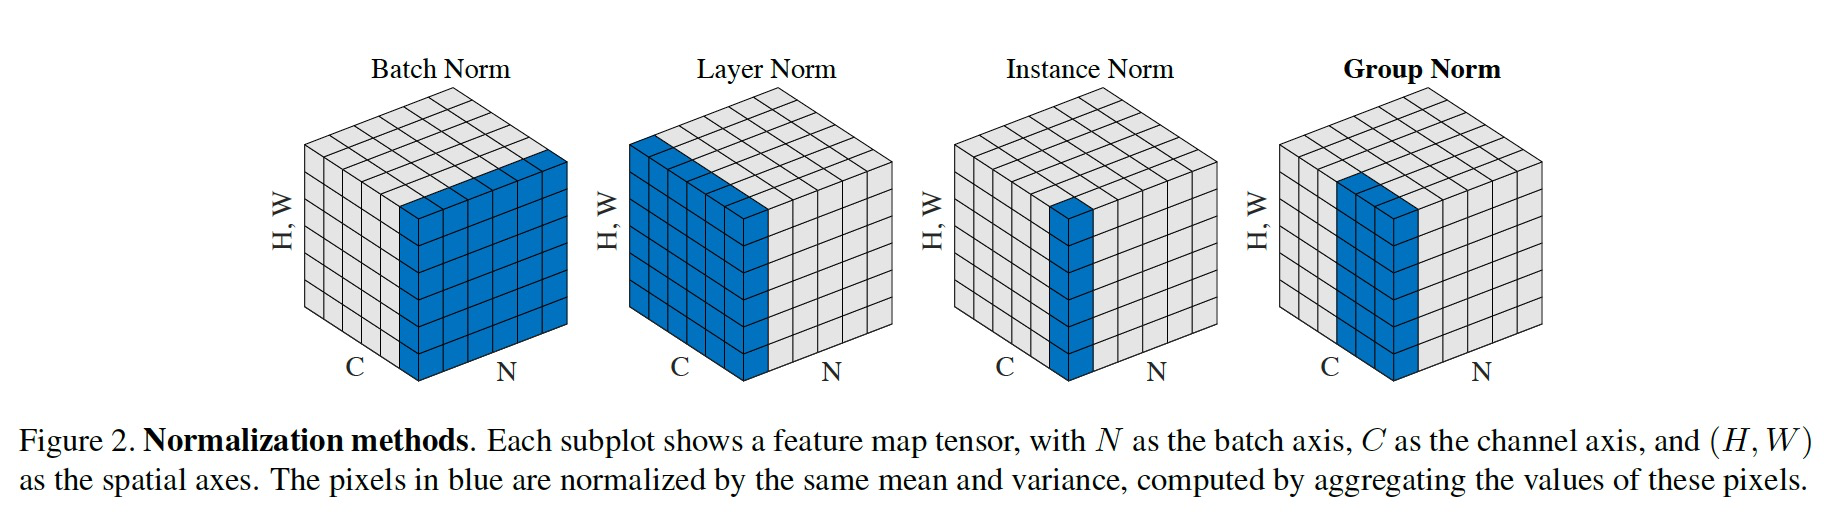 Batch Norm
Layer Norm
Instance Norm
Group Norm
H, W
C
N
H, W
C
N
H, W
C
N
H, W
C
N
Figure 2. Normalization methods. Each subplot shows a feature map tensor, with N as the batch axis, C as the channel axis, and (H, W)
as the spatial axes. The pixels in blue are normalized by the same mean and variance, computed by aggregating the values of these pixels.